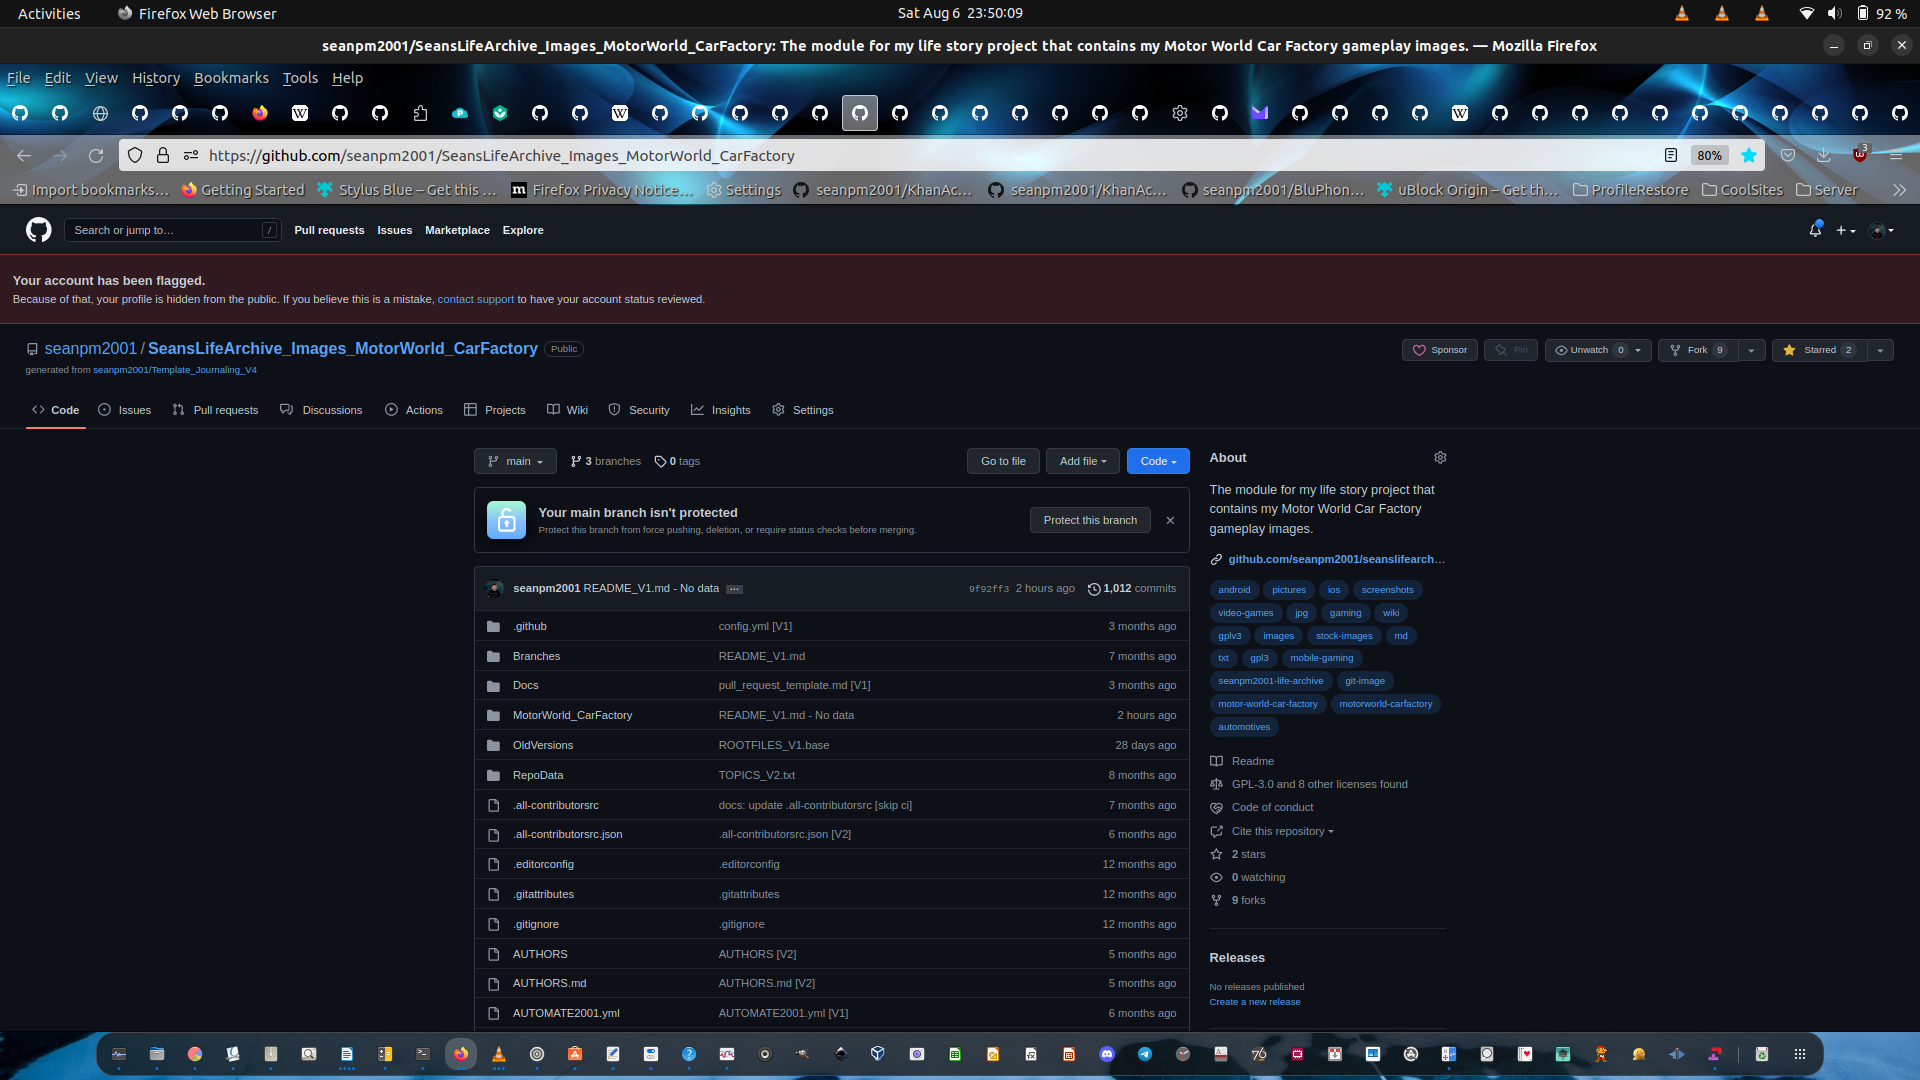 Activities Firefox Web Browser Sat Aug 6 23:50:09 92 %
seanpm2001/SeansLifeArchive_Images_MotorWorld_CarFactory: The module for my life story project that contains my Motor World Car Factory gameplay images. — Mozilla Firefox
File Edit View History Bookmarks Tools Help
https://github.com/seanpm2001/SeansLifeArchive_Images_MotorWorld_CarFactory 80% 3
Import bookmarks… Getting Started Stylus Blue – Get this … Firefox Privacy Notice… Settings seanpm2001/KhanAc… seanpm2001/KhanAc… seanpm2001/BluPhon… uBlock Origin – Get th… ProfileRestore CoolSites Server
Search or jump to… / Pull requests Issues Marketplace Explore
Your account has been flagged.
Because of that, your profile is hidden from the public. If you believe this is a mistake, contact support to have your account status reviewed.
seanpm2001 / SeansLifeArchive_Images_MotorWorld_CarFactory Public Sponsor Pin Unwatch 0 Fork 9 Starred 2
generated from seanpm2001/Template_Journaling_V4
Code Issues Pull requests Discussions Actions Projects Wiki Security Insights Settings
main 3 branches 0 tags Go to file Add file Code
Your main branch isn't protected
Protect this branch from force pushing, deletion, or require status checks before merging.
Protect this branch
seanpm2001 README_V1.md - No data 9f92ff3 2 hours ago 1,012 commits
.github config.yml [V1] 3 months ago
Branches README_V1.md 7 months ago
Docs pull_request_template.md [V1] 3 months ago
MotorWorld_CarFactory README_V1.md - No data 2 hours ago
OldVersions ROOTFILES_V1.base 28 days ago
RepoData TOPICS_V2.txt 8 months ago
.all-contributorsrc docs: update .all-contributorsrc [skip ci] 7 months ago
.all-contributorsrc.json .all-contributorsrc.json [V2] 6 months ago
.editorconfig .editorconfig 12 months ago
.gitattributes .gitattributes 12 months ago
.gitignore .gitignore 12 months ago
AUTHORS AUTHORS [V2] 5 months ago
AUTHORS.md AUTHORS.md [V2] 5 months ago
AUTOMATE2001.yml AUTOMATE2001.yml [V1] 6 months ago
About
The module for my life story project that
contains my Motor World Car Factory
gameplay images.
github.com/seanpm2001/seanslifearch…
android pictures ios screenshots
video-games jpg gaming wiki
gplv3 images stock-images md
txt gpl3 mobile-gaming
seanpm2001-life-archive git-image
motor-world-car-factory motorworld-carfactory
automotives
Readme
GPL-3.0 and 8 other licenses found
Code of conduct
Cite this repository
2 stars
0 watching
9 forks
Releases
No releases published
Create a new release